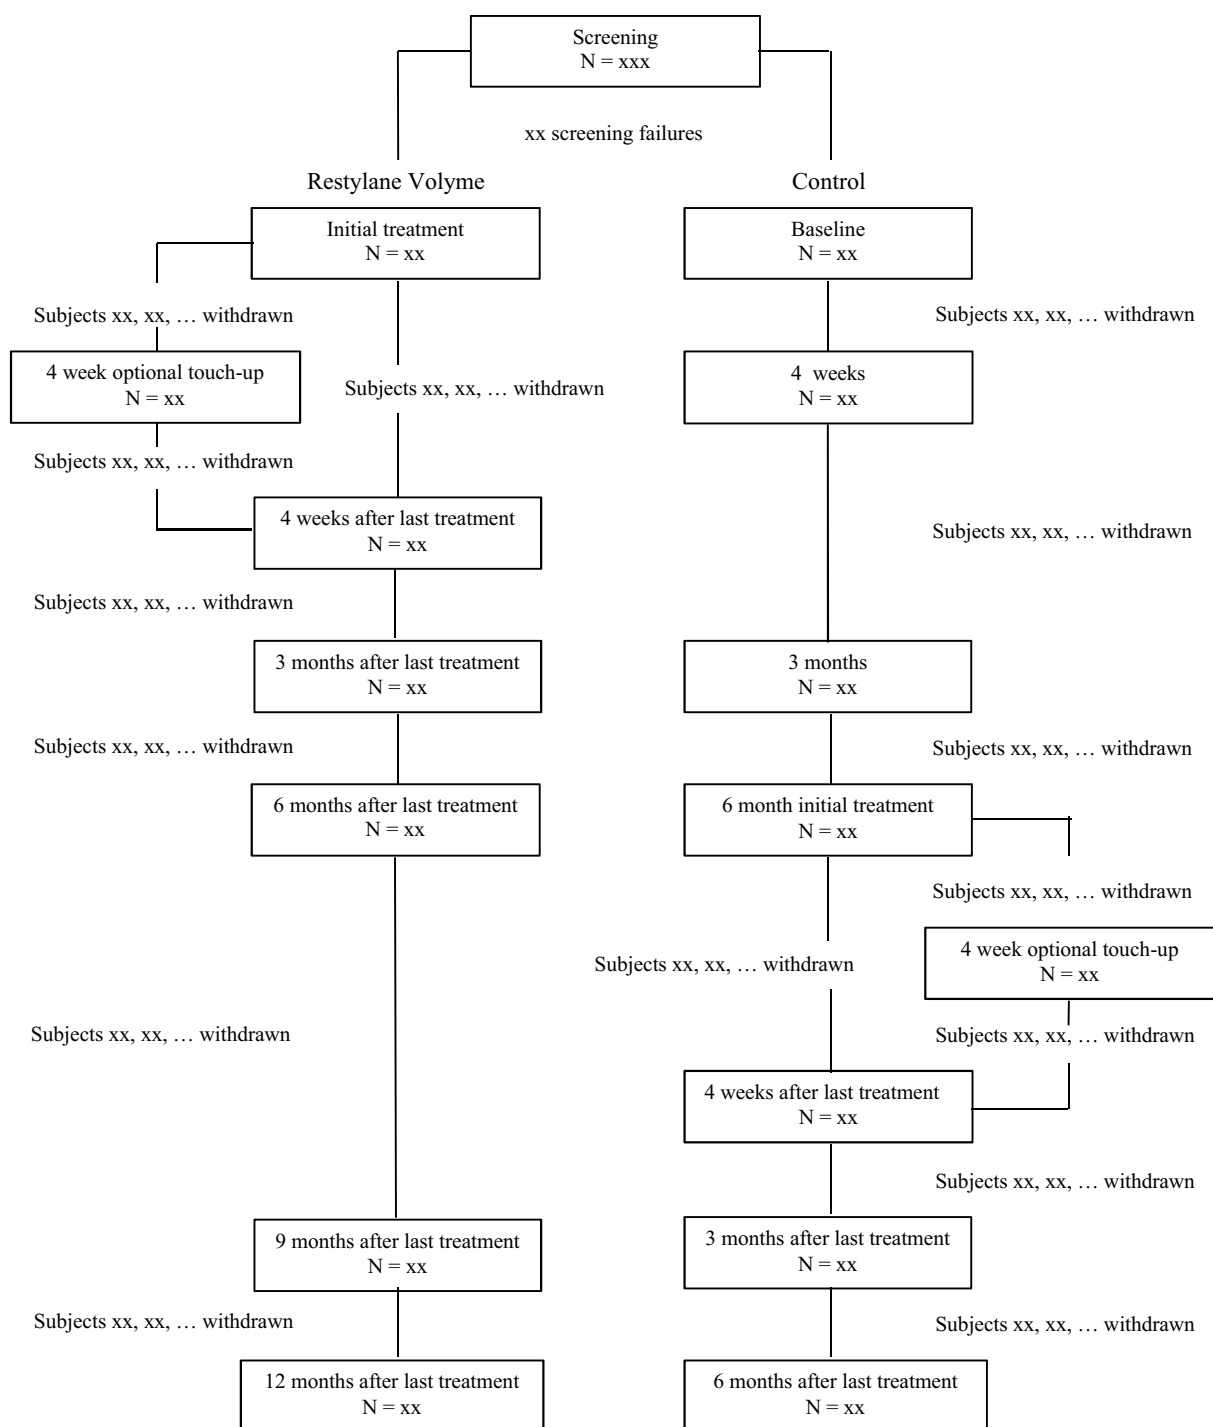 Screening
N = xxx
xx screening failures
Restylane Volyme
Control
Initial treatment
N = xx
Baseline
N = xx
Subjects xx, xx, … withdrawn
Subjects xx, xx, … withdrawn
4 week optional touch-up
N = xx
Subjects xx, xx, … withdrawn
4 weeks
N = xx
Subjects xx, xx, … withdrawn
4 weeks after last treatment
N = xx
Subjects xx, xx, … withdrawn
Subjects xx, xx, … withdrawn
3 months after last treatment
N = xx
3 months
N = xx
Subjects xx, xx, … withdrawn
Subjects xx, xx, … withdrawn
6 months after last treatment
N = xx
6 month initial treatment
N = xx
Subjects xx, xx, … withdrawn
Subjects xx, xx, … withdrawn
4 week optional touch-up
N = xx
Subjects xx, xx, … withdrawn
Subjects xx, xx, … withdrawn
4 weeks after last treatment
N = xx
Subjects xx, xx, … withdrawn
9 months after last treatment
N = xx
3 months after last treatment
N = xx
Subjects xx, xx, … withdrawn
Subjects xx, xx, … withdrawn
12 months after last treatment
N = xx
6 months after last treatment
N = xx